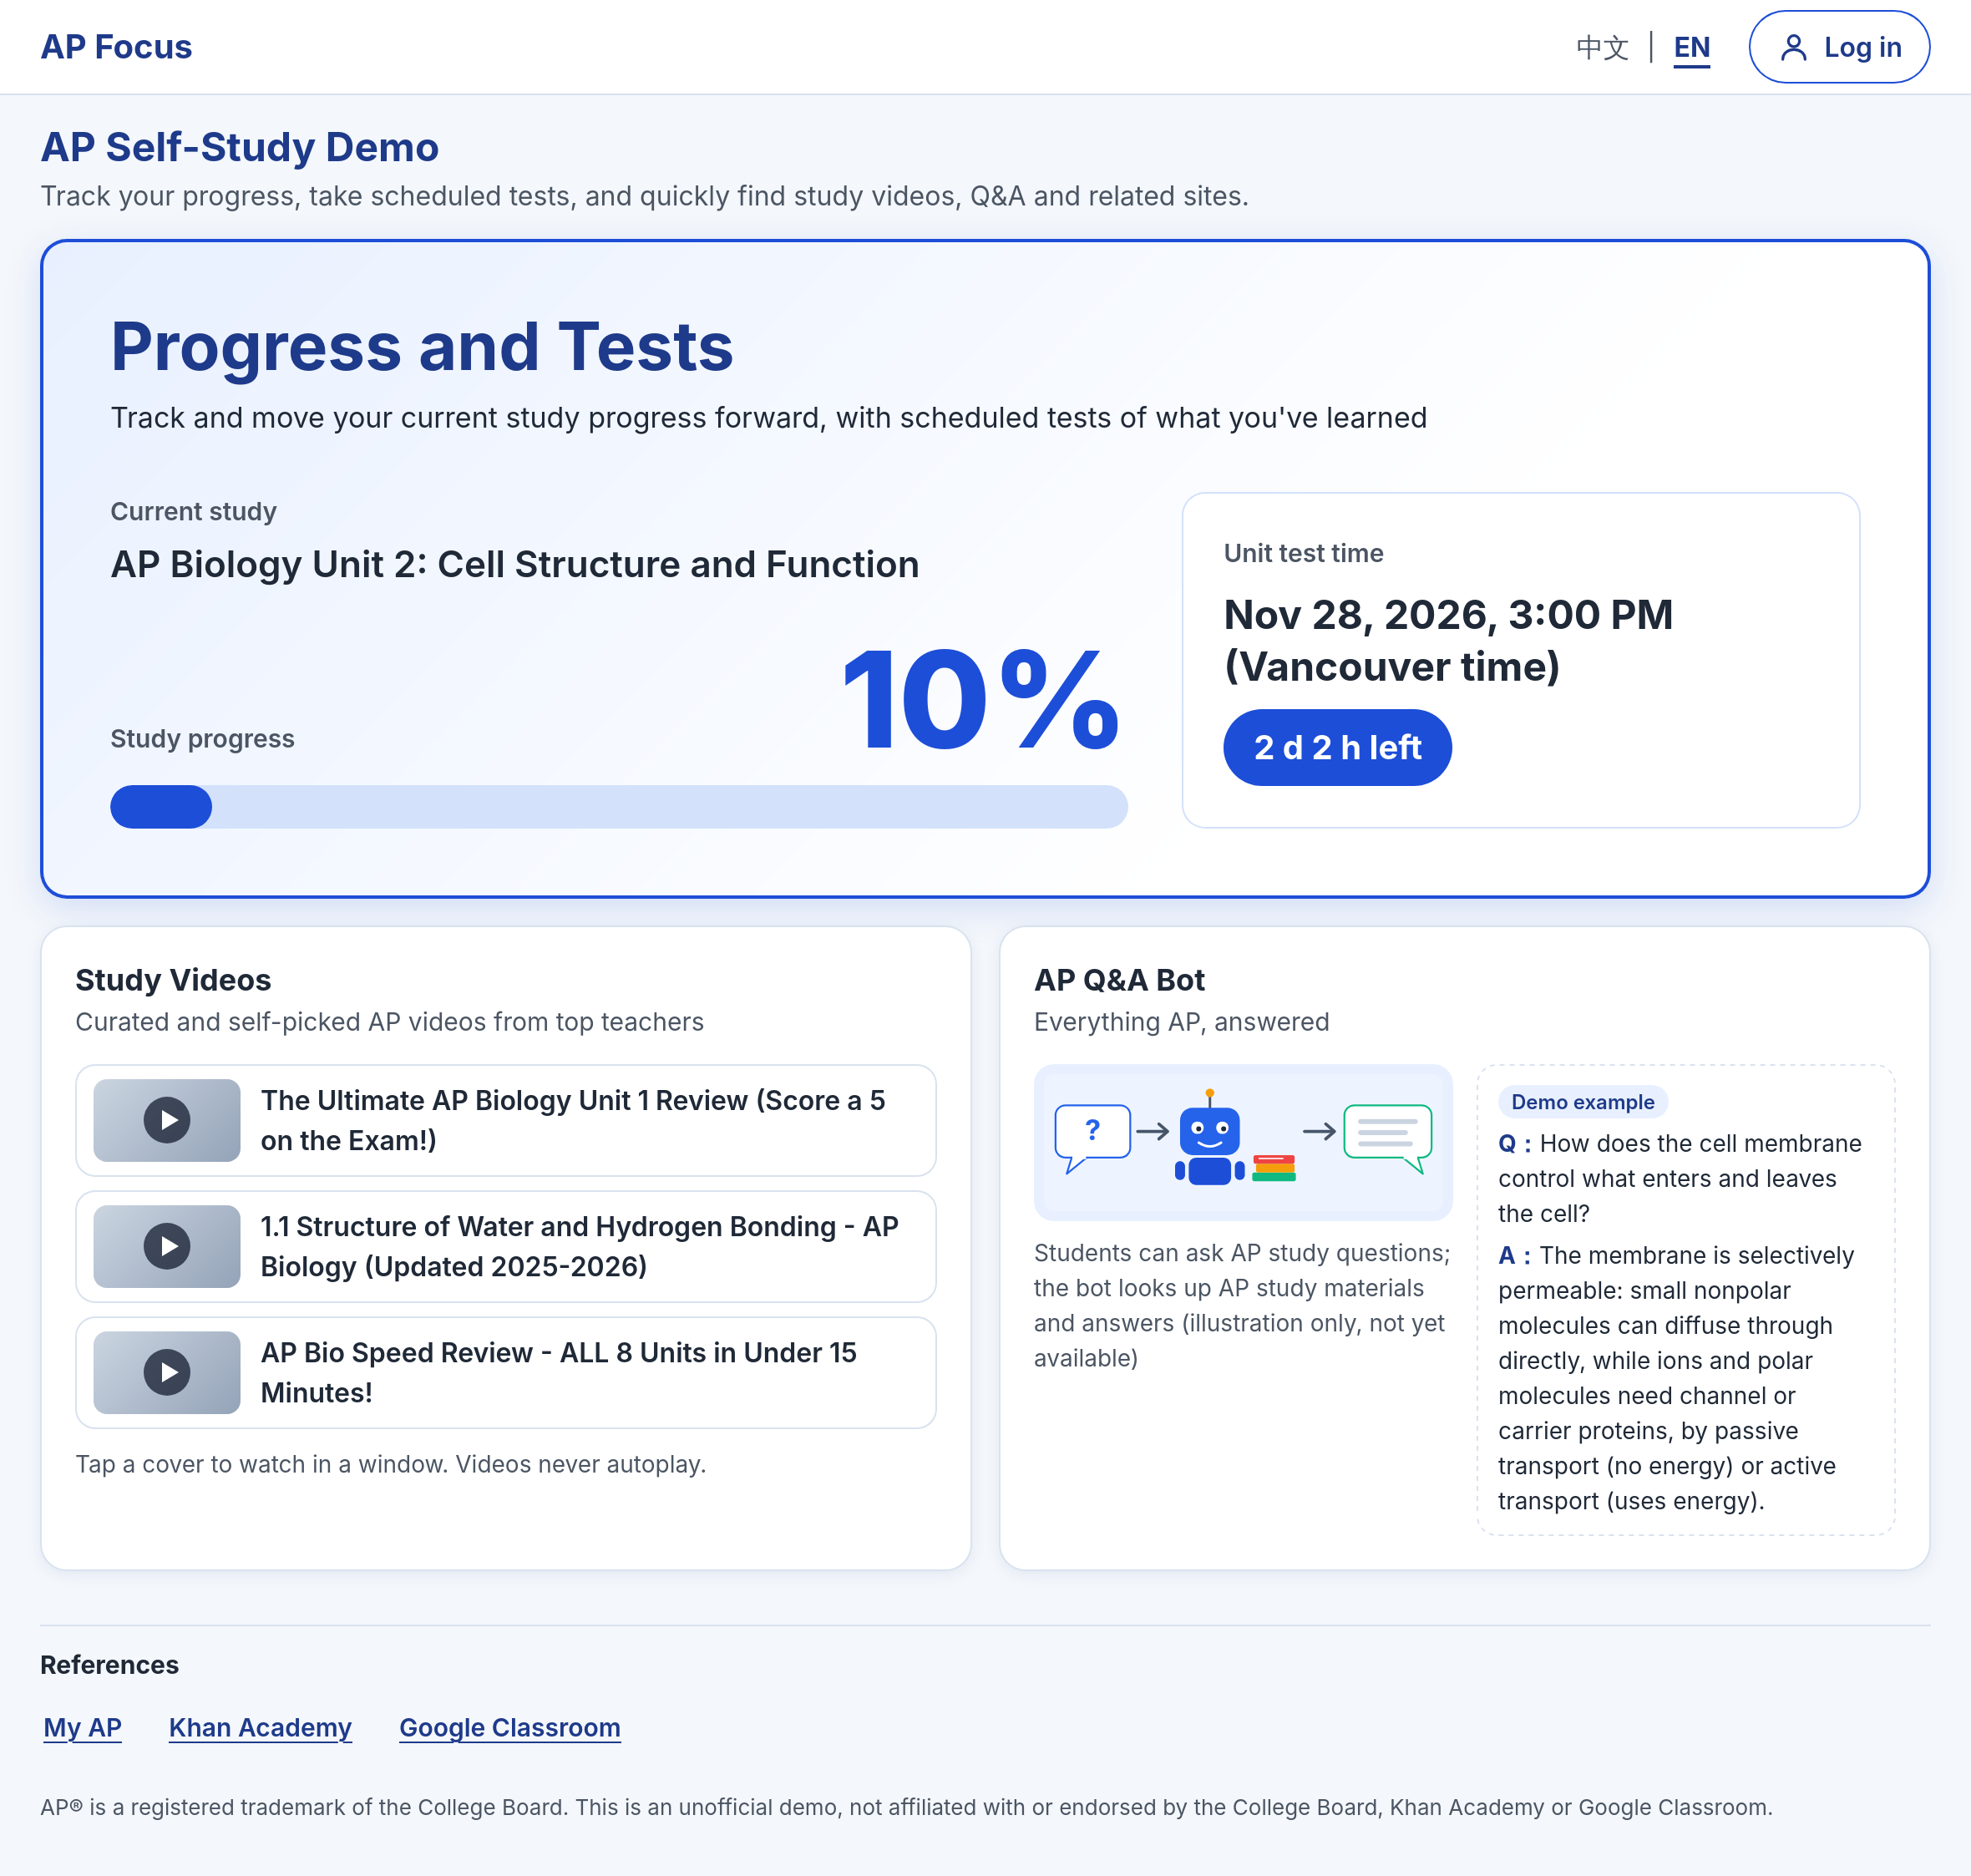 AP Focus
中文 | EN
Log in
AP Self-Study Demo
Track your progress, take scheduled tests, and quickly find study videos, Q&A and related sites.
Progress and Tests
Track and move your current study progress forward, with scheduled tests of what you've learned
Current study
AP Biology Unit 2: Cell Structure and Function
Study progress
10%
Unit test time
Nov 28, 2026, 3:00 PM
(Vancouver time)
2 d 2 h left
Study Videos
Curated and self-picked AP videos from top teachers
The Ultimate AP Biology Unit 1 Review (Score a 5
on the Exam!)
1.1 Structure of Water and Hydrogen Bonding - AP
Biology (Updated 2025-2026)
AP Bio Speed Review - ALL 8 Units in Under 15
Minutes!
Tap a cover to watch in a window. Videos never autoplay.
AP Q&A Bot
Everything AP, answered
?
Students can ask AP study questions;
the bot looks up AP study materials
and answers (illustration only, not yet
available)
Demo example
Q : How does the cell membrane
control what enters and leaves
the cell?
A : The membrane is selectively
permeable: small nonpolar
molecules can diffuse through
directly, while ions and polar
molecules need channel or
carrier proteins, by passive
transport (no energy) or active
transport (uses energy).
References
My AP
Khan Academy
Google Classroom
AP® is a registered trademark of the College Board. This is an unofficial demo, not affiliated with or endorsed by the College Board, Khan Academy or Google Classroom.